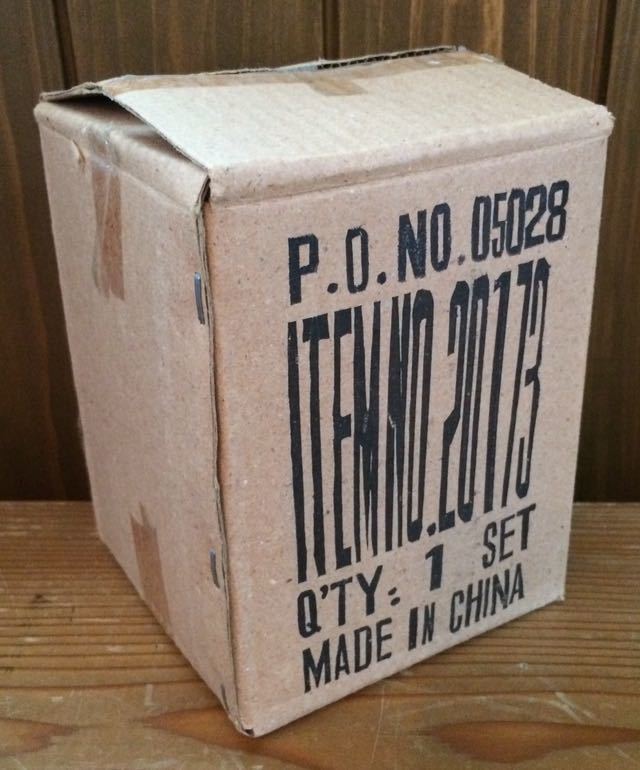 P.O.NO.05028
ITEM NO.20173
Q'TY: 1 SET
MADE IN CHINA